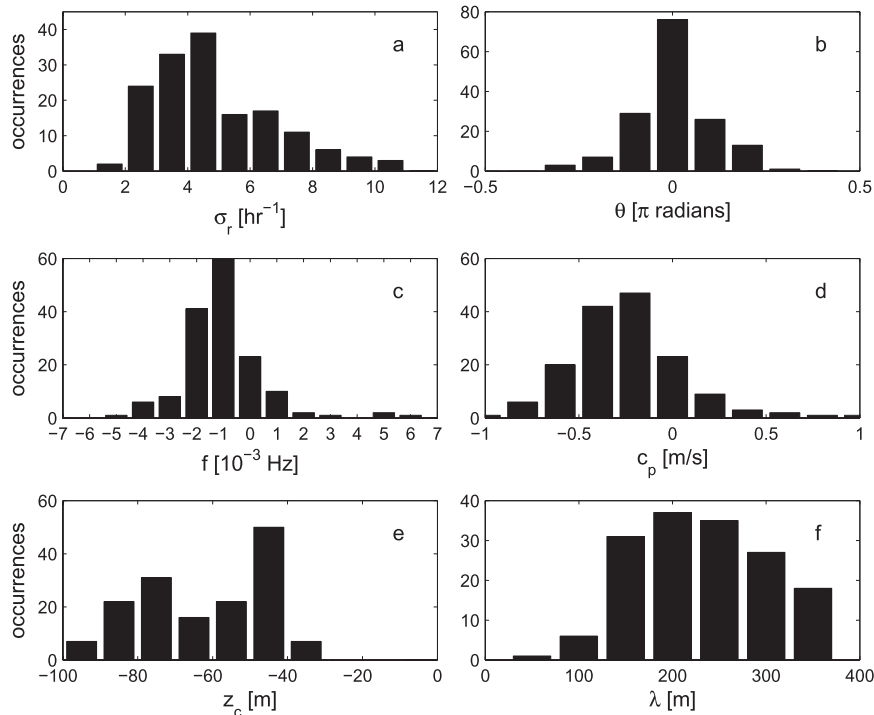 a
occurrences
40
30
20
10
0
0 2 4 6 8 10 12
σr [hr−1]
b
80
60
40
20
0
−0.5 0 0.5
θ [π radians]
c
occurrences
60
40
20
0
−7 −6 −5 −4 −3 −2 −1 0 1 2 3 4 5 6 7
f [10−3 Hz]
d
60
40
20
0
−1 −0.5 0 0.5 1
cp [m/s]
e
occurrences
60
40
20
0
−100 −80 −60 −40 −20 0
zc [m]
f
40
30
20
10
0
0 100 200 300 400
λ [m]